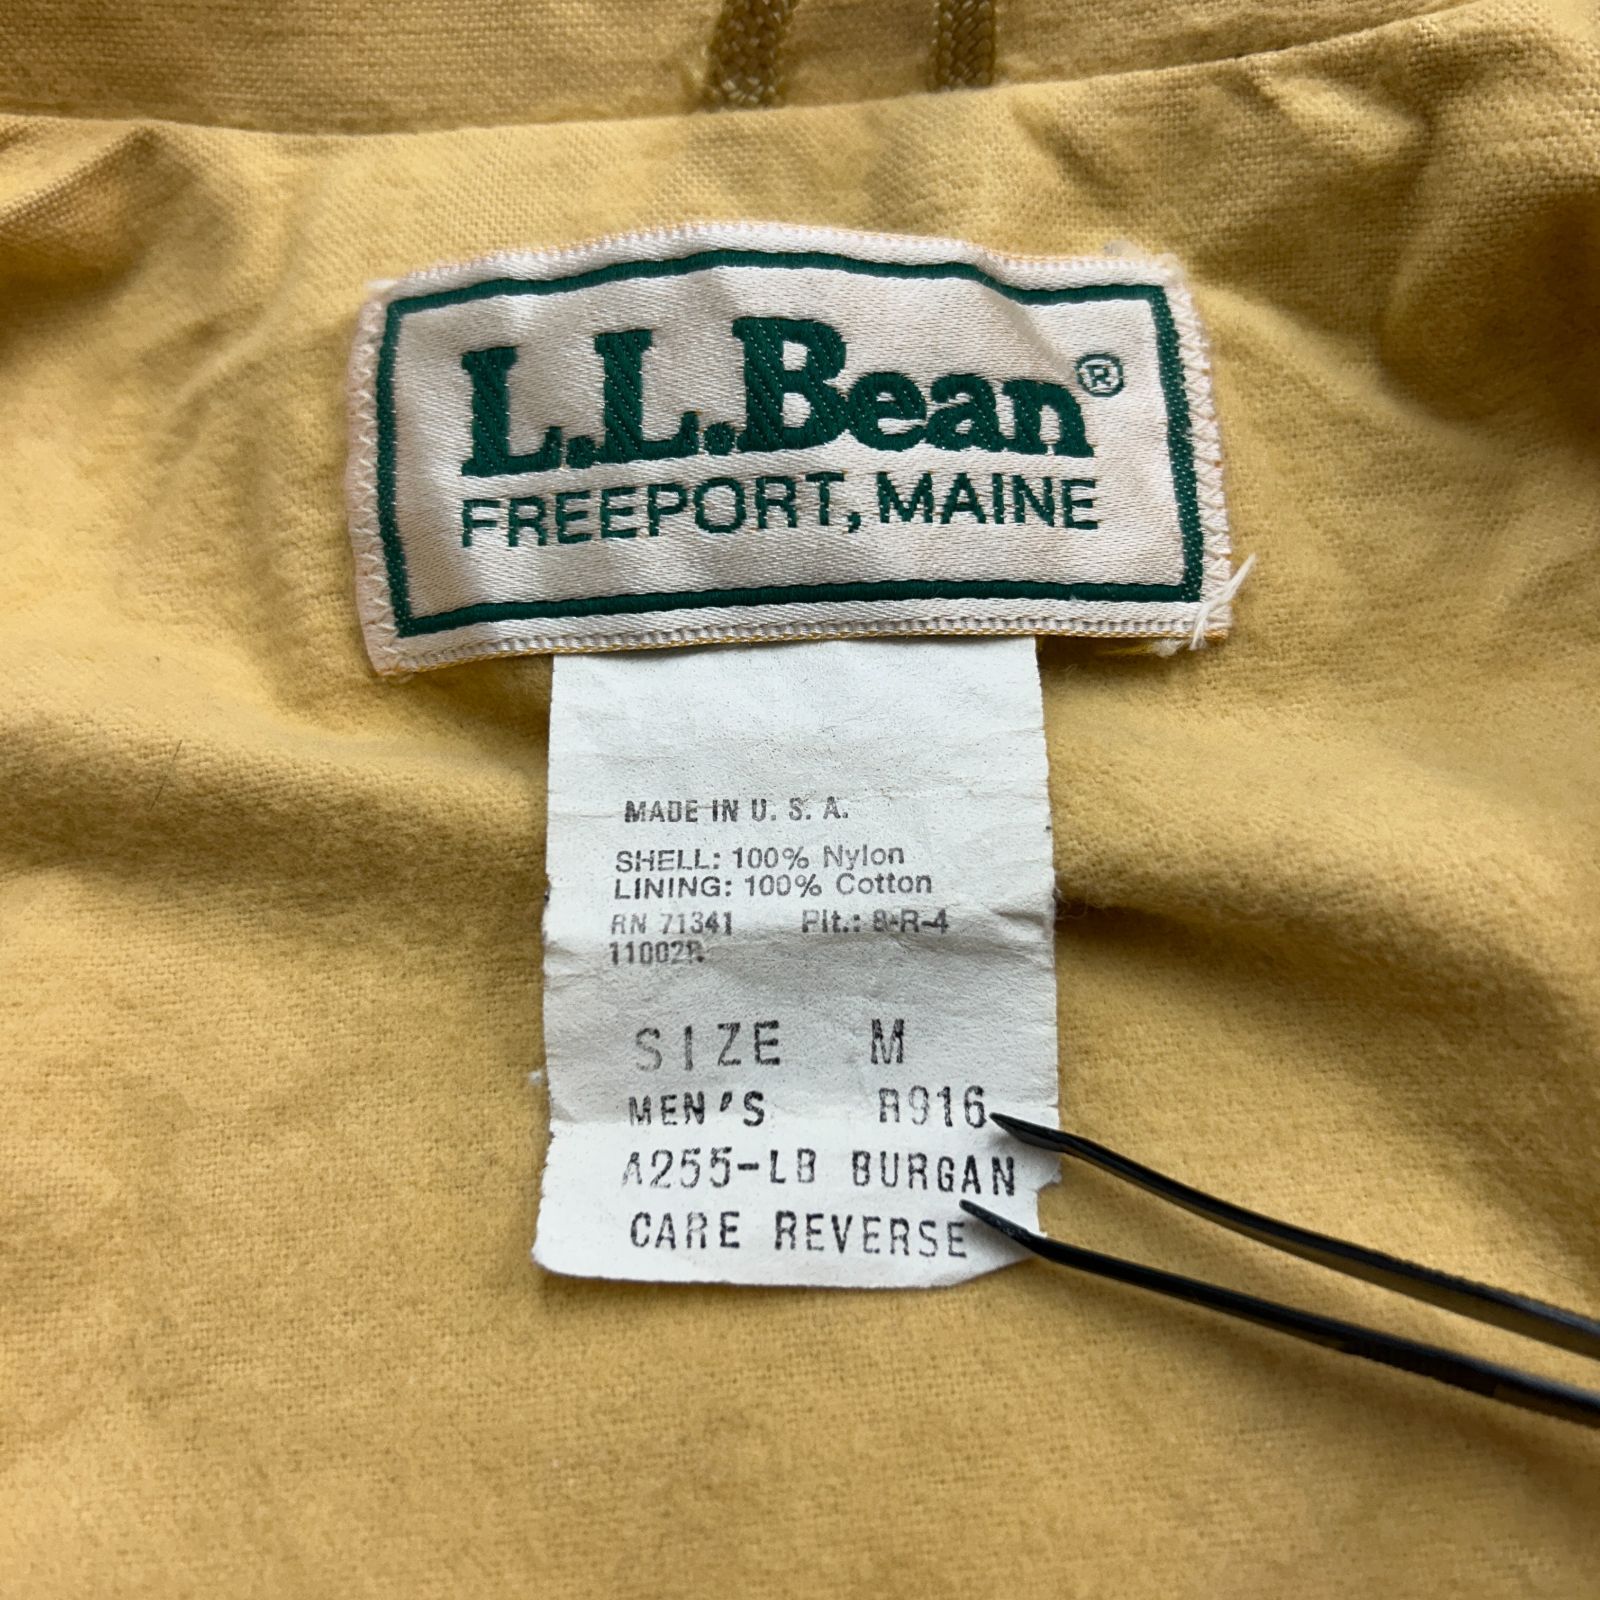 L.L.Bean®
FREEPORT, MAINE
MADE IN U. S. A.
SHELL: 100% Nylon
LINING: 100% Cotton
RN 71341 Plt.: 8-R-4
11002R
SIZE M
MEN'S R916
A255-LB BURGAN
CARE REVERSE